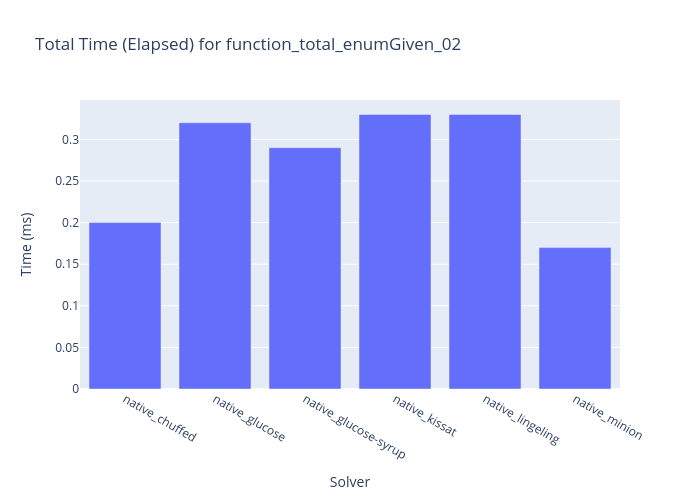 Total Time (Elapsed) for function_total_enumGiven_02
0.3
0.25
0.2
0.15
0.1
0.05
0
Time (ms)
native_chuffed
native_glucose
native_glucose-syrup
native_kissat
native_lingeling
native_minion
Solver